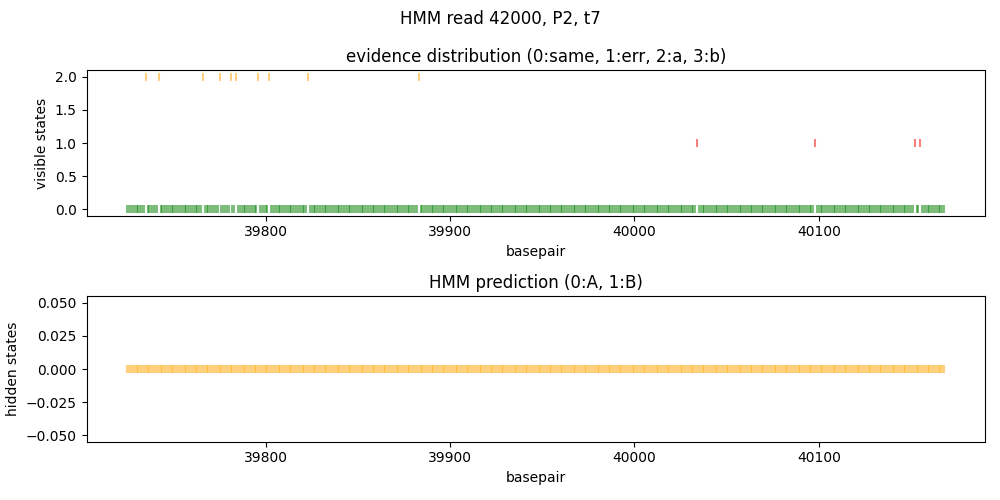 HMM read 42000, P2, t7
evidence distribution (0:same, 1:err, 2:a, 3:b)
2.0
1.5
1.0
0.5
0.0
visible states
39800 39900 40000 40100
basepair
HMM prediction (0:A, 1:B)
0.050
0.025
0.000
−0.025
−0.050
hidden states
39800 39900 40000 40100
basepair